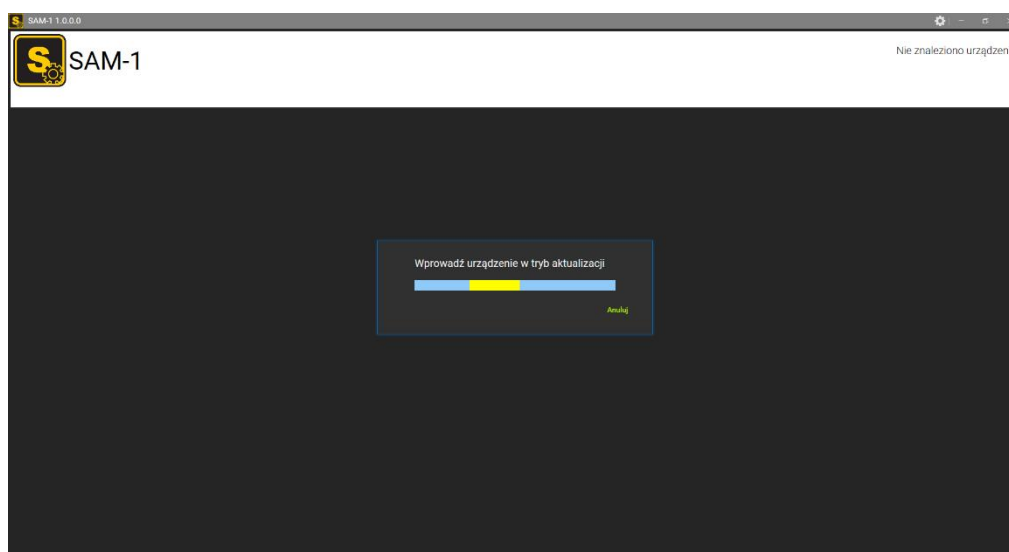 SAM-1 1.0.0.0
SAM-1
Nie znaleziono urządzen
Wprowadź urządzenie w tryb aktualizacji
Anuluj